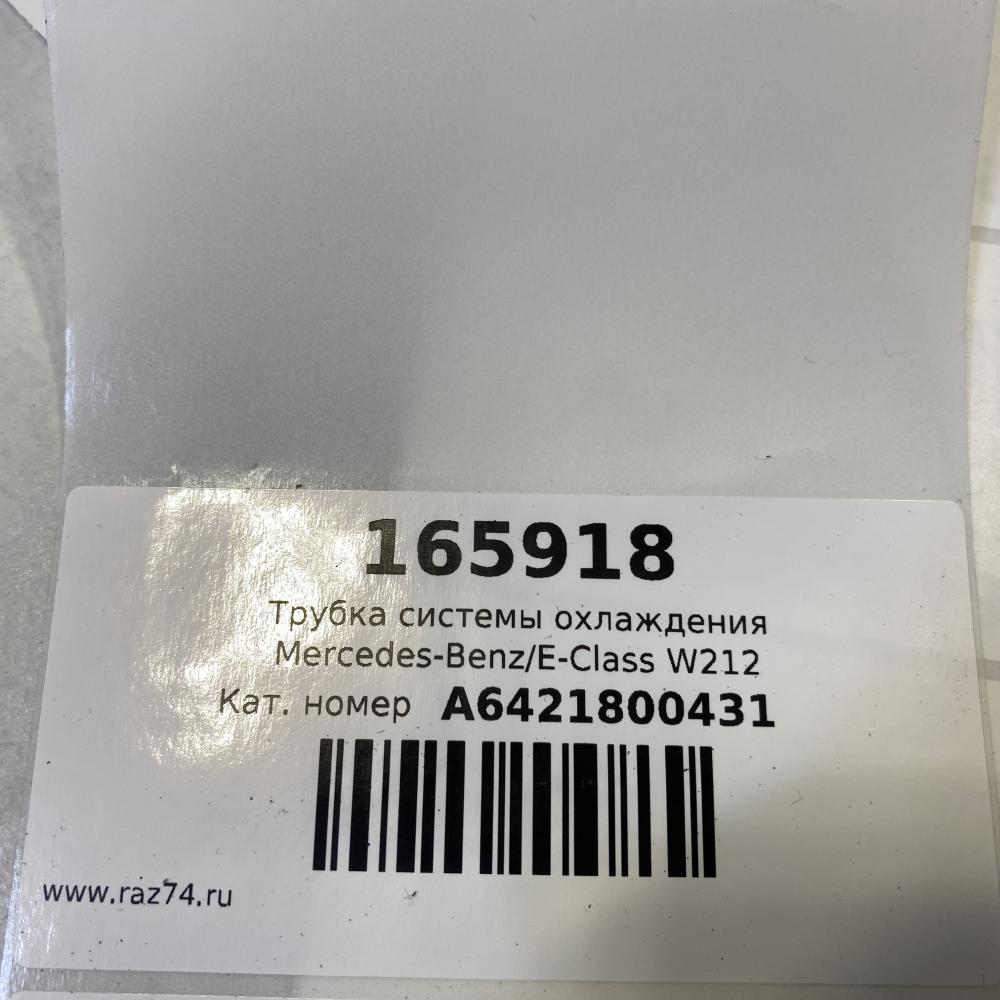 165918
Трубка системы охлаждения
Mercedes-Benz/E-Class W212
Кат. номер A6421800431
www.raz74.ru